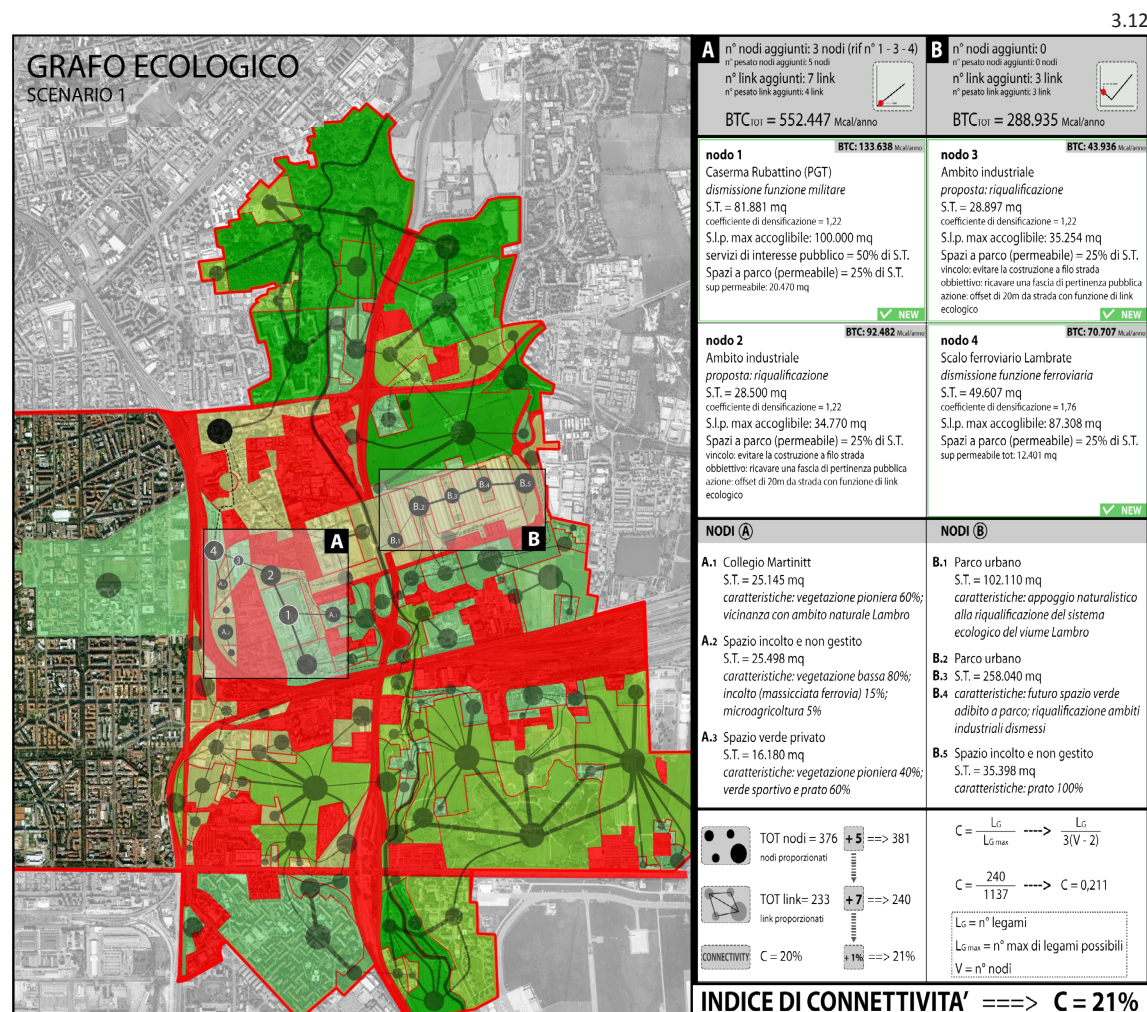 3.12
GRAFO ECOLOGICO
SCENARIO 1
4
3
2
1
A.1
A.2
A.3
A
B.1
B.2
B.3
B.4
B.5
B
A
n° nodi aggiunti: 3 nodi (rif n° 1 - 3 - 4)
n° pesato nodi aggiunti: 5 nodi
n° link aggiunti: 7 link
n° pesato link aggiunti: 4 link
BTCTOT = 552.447 Mcal/anno
B
n° nodi aggiunti: 0
n° pesato nodi aggiunti: 0 nodi
n° link aggiunti: 3 link
n° pesato link aggiunti: 3 link
BTCTOT = 288.935 Mcal/anno
BTC: 133.638 Mcal/anno
nodo 1
Caserma Rubattino (PGT)
dismissione funzione militare
S.T. = 81.881 mq
coefficiente di densificazione = 1,22
S.l.p. max accoglibile: 100.000 mq
servizi di interesse pubblico = 50% di S.T.
Spazi a parco (permeabile) = 25% di S.T.
sup permeabile: 20.470 mq
NEW
BTC: 43.936 Mcal/anno
nodo 3
Ambito industriale
proposta: riqualificazione
S.T. = 28.897 mq
coefficiente di densificazione = 1,22
S.l.p. max accoglibile: 35.254 mq
Spazi a parco (permeabile) = 25% di S.T.
vincolo: evitare la costruzione a filo strada
obbiettivo: ricavare una fascia di pertinenza pubblica
azione: offset di 20m da strada con funzione di link
ecologico
NEW
BTC: 92.482 Mcal/anno
nodo 2
Ambito industriale
proposta: riqualificazione
S.T. = 28.500 mq
coefficiente di densificazione = 1,22
S.l.p. max accoglibile: 34.770 mq
Spazi a parco (permeabile) = 25% di S.T.
vincolo: evitare la costruzione a filo strada
obbiettivo: ricavare una fascia di pertinenza pubblica
azione: offset di 20m da strada con funzione di link
ecologico
BTC: 70.707 Mcal/anno
nodo 4
Scalo ferroviario Lambrate
dismissione funzione ferroviaria
S.T. = 49.607 mq
coefficiente di densificazione = 1,76
S.l.p. max accoglibile: 87.308 mq
Spazi a parco (permeabile) = 25% di S.T.
sup permeabile tot: 12.401 mq
NEW
NODI A
A.1 Collegio Martinitt
S.T. = 25.145 mq
caratteristiche: vegetazione pioniera 60%;
vicinanza con ambito naturale Lambro
A.2 Spazio incolto e non gestito
S.T. = 25.498 mq
caratteristiche: vegetazione bassa 80%;
incolto (massicciata ferrovia) 15%;
microagricoltura 5%
A.3 Spazio verde privato
S.T. = 16.180 mq
caratteristiche: vegetazione pioniera 40%;
verde sportivo e prato 60%
NODI B
B.1 Parco urbano
S.T. = 102.110 mq
caratteristiche: appoggio naturalistico
alla riqualificazione del sistema
ecologico del viume Lambro
B.2 Parco urbano
B.3 S.T. = 258.040 mq
B.4 caratteristiche: futuro spazio verde
adibito a parco; riqualificazione ambiti
industriali dismessi
B.5 Spazio incolto e non gestito
S.T. = 35.398 mq
caratteristiche: prato 100%
TOT nodi = 376 + 5 ==> 381
nodi proporzionati
TOT link= 233 + 7 ==> 240
link proporzionati
CONNECTIVITY C = 20% + 1% ==> 21%
C = LG / LG max ----> LG / 3(V - 2)
C = 240 / 1137 ----> C = 0,211
LG = n° legami
LG max = n° max di legami possibili
V = n° nodi
INDICE DI CONNETTIVITA’ ===> C = 21%